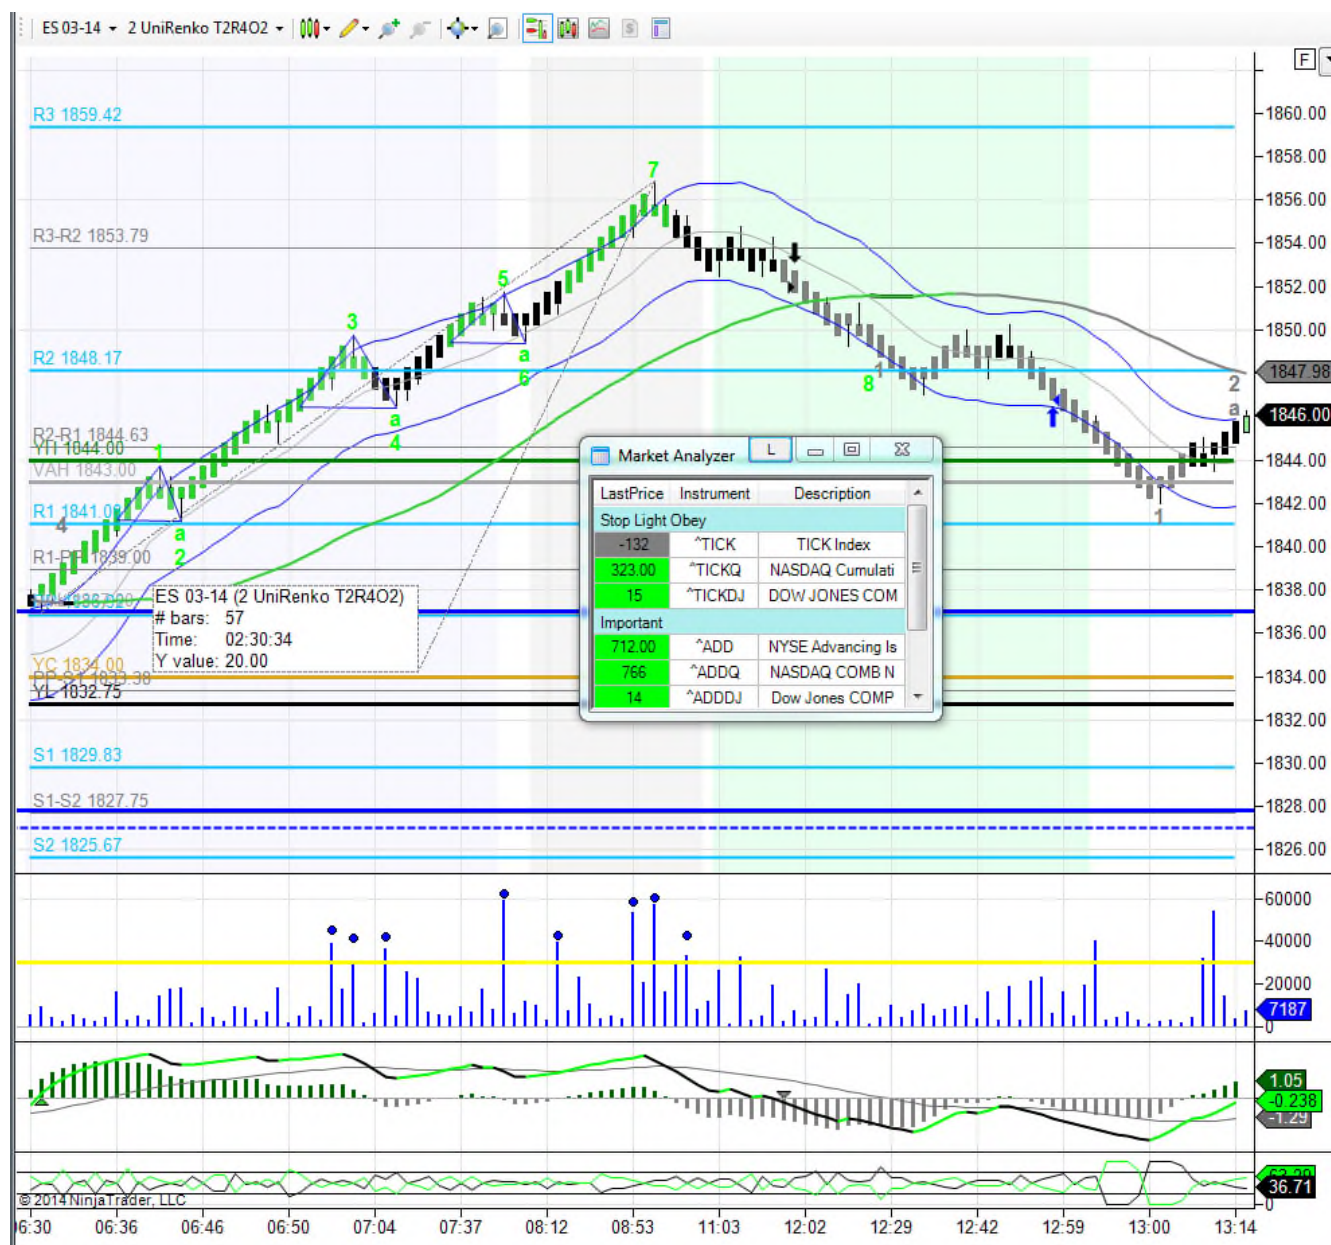 ES 03-14 2 UniRenko T2R4O2
F
R3 1859.42
R3-R2 1853.79
R2 1848.17
R2-R1 1844.63
1844.00
VAH 1843.00
R1 1841.08
R1-PP 1839.00
YC 1834.00
PP-S1 1833.38
YL 1832.75
S1 1829.83
S1-S2 1827.75
S2 1825.67
1
a
2
3
a
4
5
a
6
7
8
1
1
2
a
4
ES 03-14 (2 UniRenko T2R4O2)
# bars: 57
Time: 02:30:34
Y value: 20.00
Market Analyzer L
LastPrice Instrument Description
Stop Light Obey
-132 ^TICK TICK Index
323.00 ^TICKQ NASDAQ Cumulati
15 ^TICKDJ DOW JONES COM
Important
712.00 ^ADD NYSE Advancing Is
766 ^ADDQ NASDAQ COMB N
14 ^ADDDJ Dow Jones COMP
1860.00
1858.00
1856.00
1854.00
1852.00
1850.00
1847.98
1846.00
1844.00
1842.00
1840.00
1838.00
1836.00
1834.00
1832.00
1830.00
1828.00
1826.00
60000
40000
20000
7187
0
1.05
-0.238
-1.29
36.71
0
© 2014 NinjaTrader, LLC
06:30 06:36 06:46 06:50 07:04 07:37 08:12 08:53 11:03 12:02 12:29 12:42 12:59 13:00 13:14